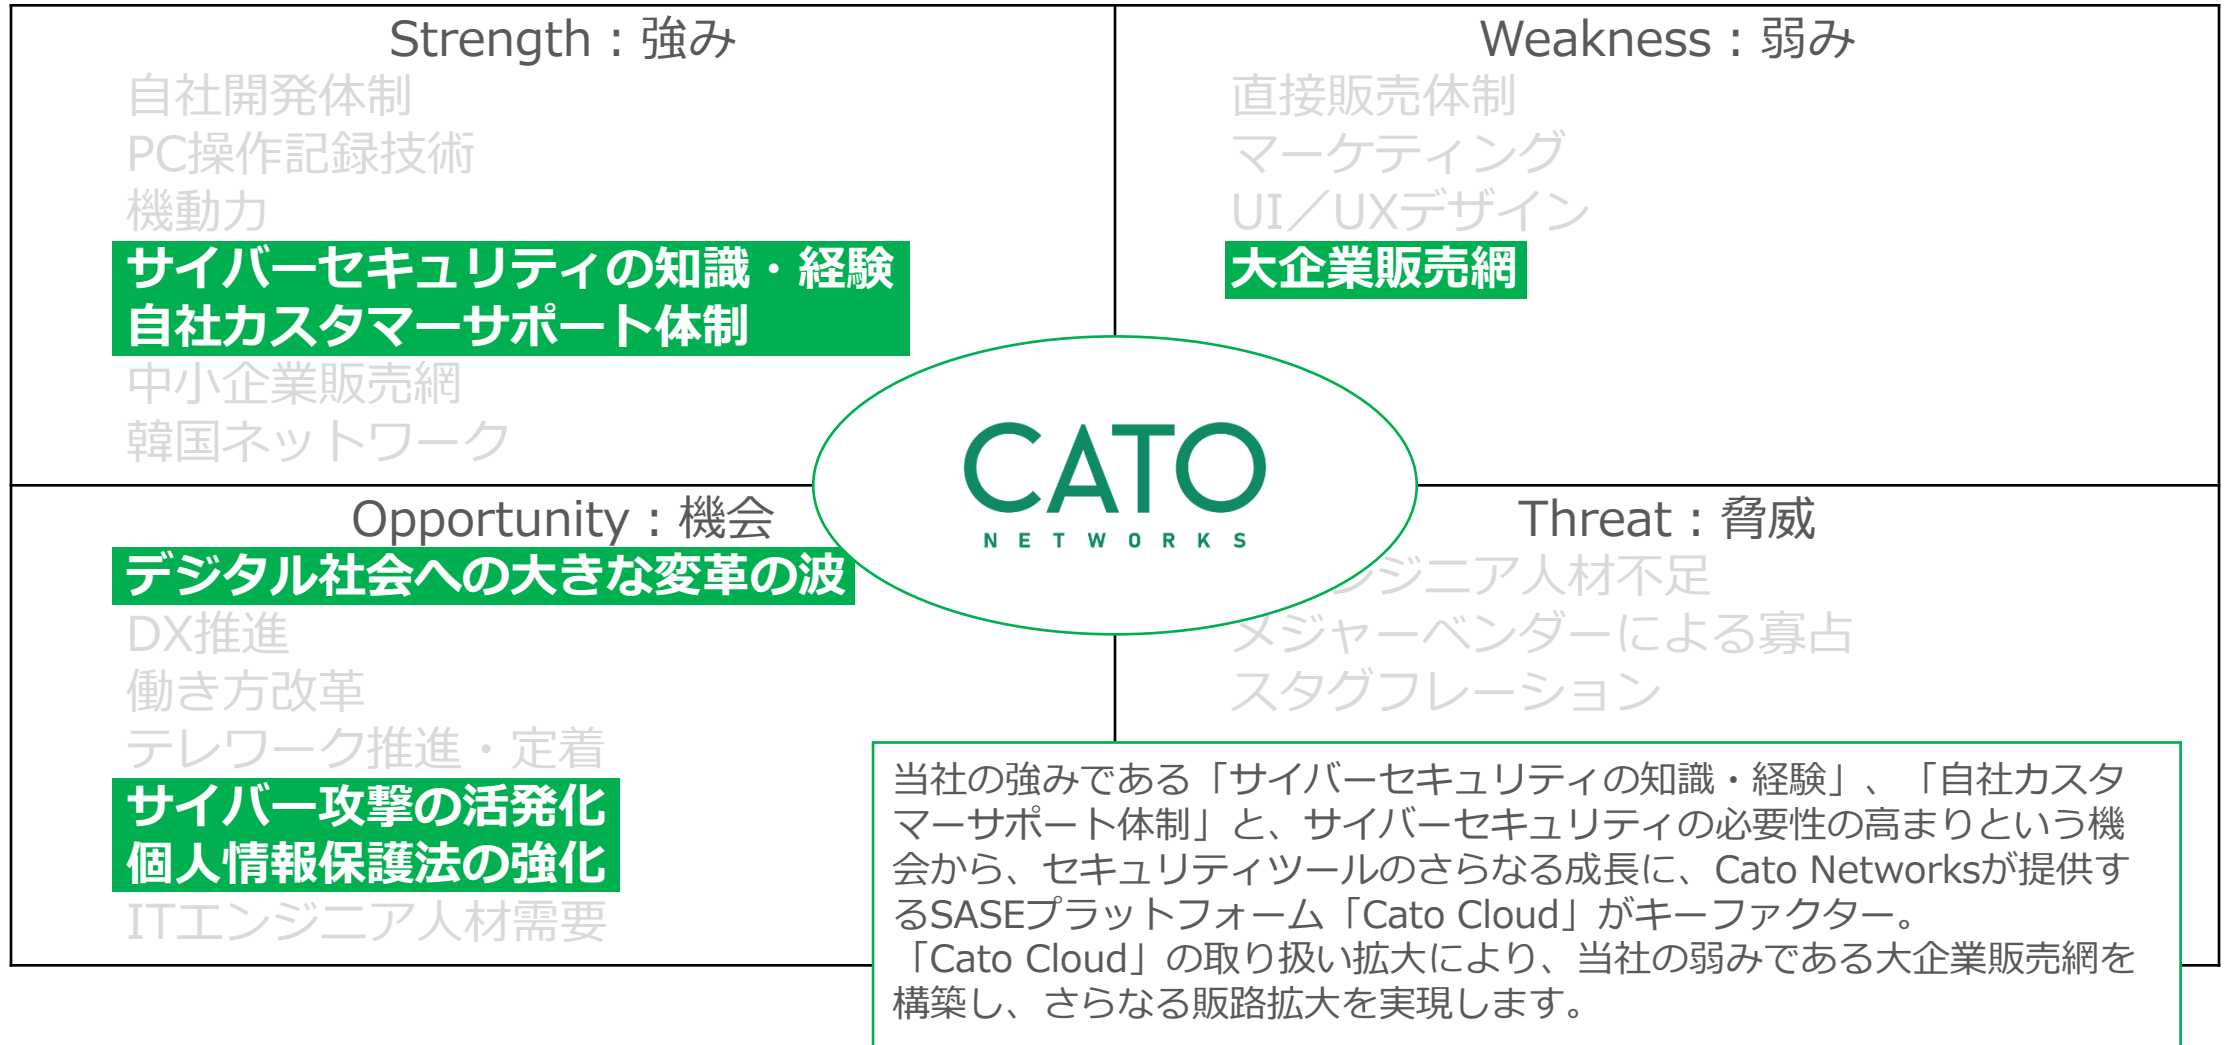 Strength：強み
自社開発体制
PC操作記録技術
機動力
サイバーセキュリティの知識・経験
自社カスタマーサポート体制
中小企業販売網
韓国ネットワーク
Weakness：弱み
直接販売体制
マーケティング
UI／UXデザイン
大企業販売網
CATO
NETWORKS
Opportunity：機会
デジタル社会への大きな変革の波
DX推進
働き方改革
テレワーク推進・定着
サイバー攻撃の活発化
個人情報保護法の強化
ITエンジニア人材需要
Threat：脅威
ンジニア人材不足
メジャーベンダーによる寡占
スタグフレーション
当社の強みである「サイバーセキュリティの知識・経験」、「自社カスタ
マーサポート体制」と、サイバーセキュリティの必要性の高まりという機
会から、セキュリティツールのさらなる成長に、Cato Networksが提供す
るSASEプラットフォーム「Cato Cloud」がキーファクター。
「Cato Cloud」の取り扱い拡大により、当社の弱みである大企業販売網を
構築し、さらなる販路拡大を実現します。